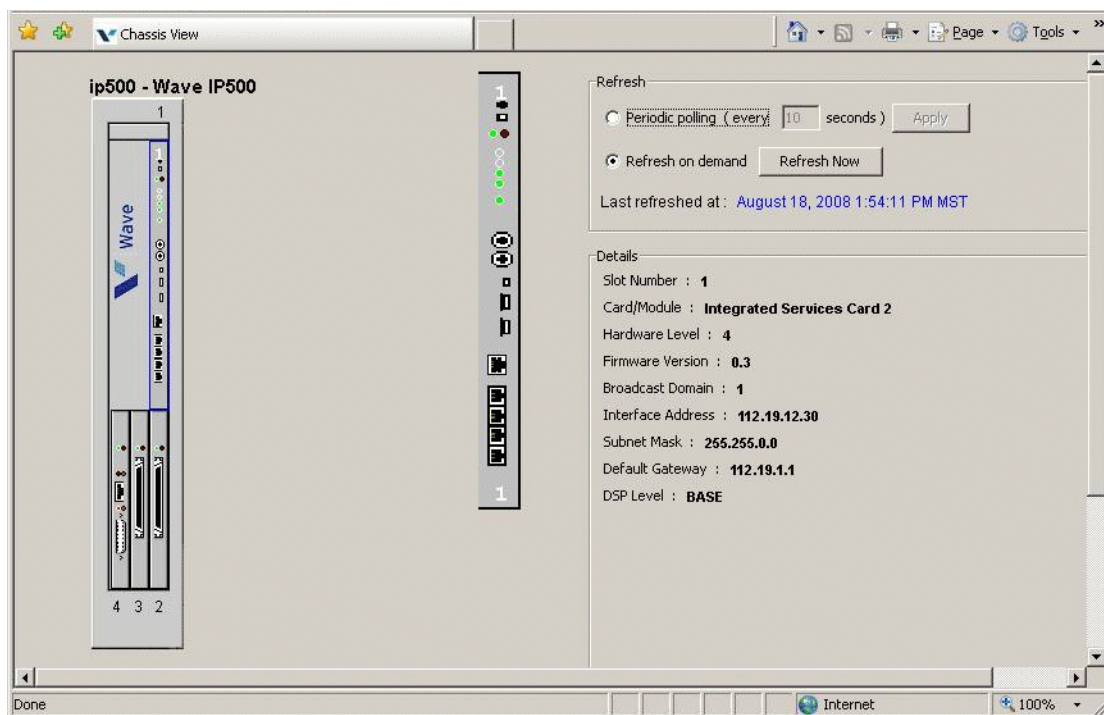 Chassis View
Page
Tools
»
ip500 - Wave IP500
1
1
Wave
4 3 2
1
1
Refresh
Periodic polling ( every 10 seconds ) Apply
Refresh on demand Refresh Now
Last refreshed at : August 18, 2008 1:54:11 PM MST
Details
Slot Number : 1
Card/Module : Integrated Services Card 2
Hardware Level : 4
Firmware Version : 0.3
Broadcast Domain : 1
Interface Address : 112.19.12.30
Subnet Mask : 255.255.0.0
Default Gateway : 112.19.1.1
DSP Level : BASE
Done
Internet
100%